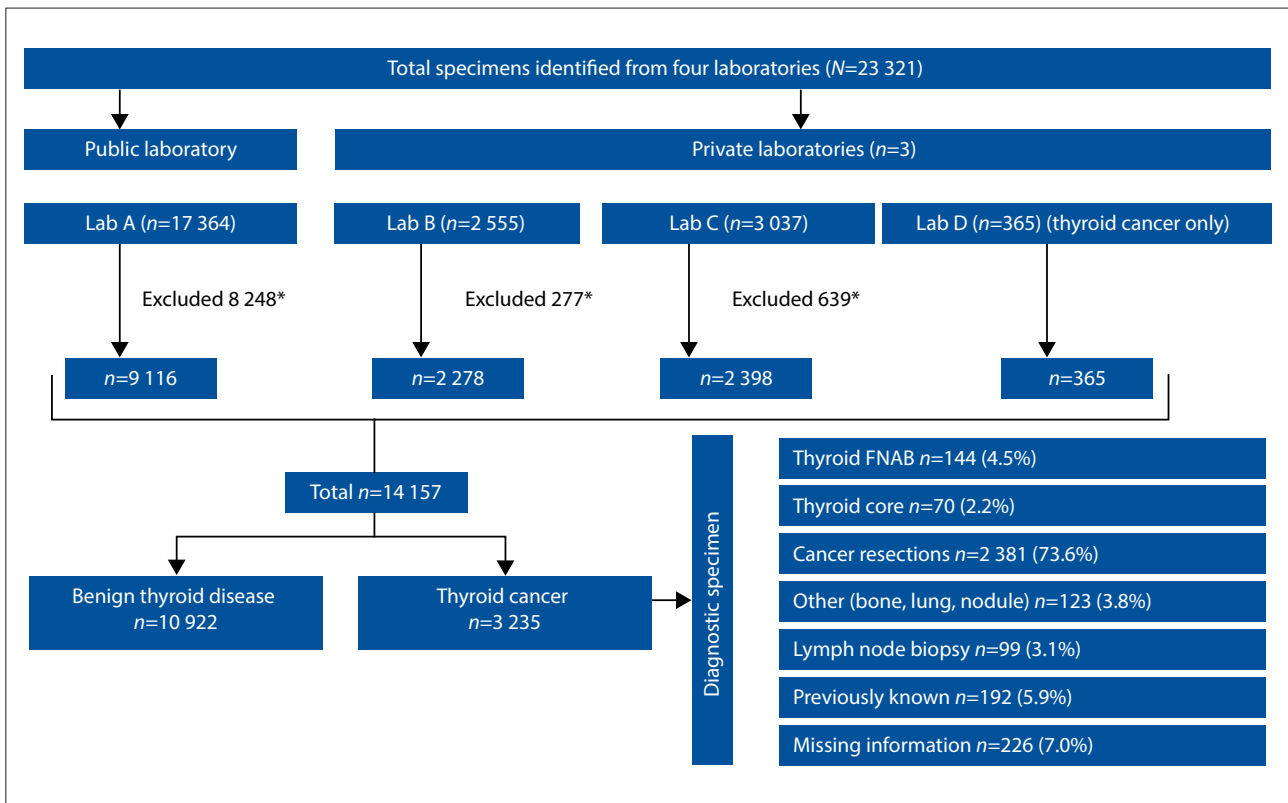 Total specimens identified from four laboratories (N=23 321)
Public laboratory
Private laboratories (n=3)
Lab A (n=17 364)
Lab B (n=2 555)
Lab C (n=3 037)
Lab D (n=365) (thyroid cancer only)
Excluded 8 248*
Excluded 277*
Excluded 639*
n=9 116
n=2 278
n=2 398
n=365
Total n=14 157
Benign thyroid disease
n=10 922
Thyroid cancer
n=3 235
Diagnostic specimen
Thyroid FNAB n=144 (4.5%)
Thyroid core n=70 (2.2%)
Cancer resections n=2 381 (73.6%)
Other (bone, lung, nodule) n=123 (3.8%)
Lymph node biopsy n=99 (3.1%)
Previously known n=192 (5.9%)
Missing information n=226 (7.0%)